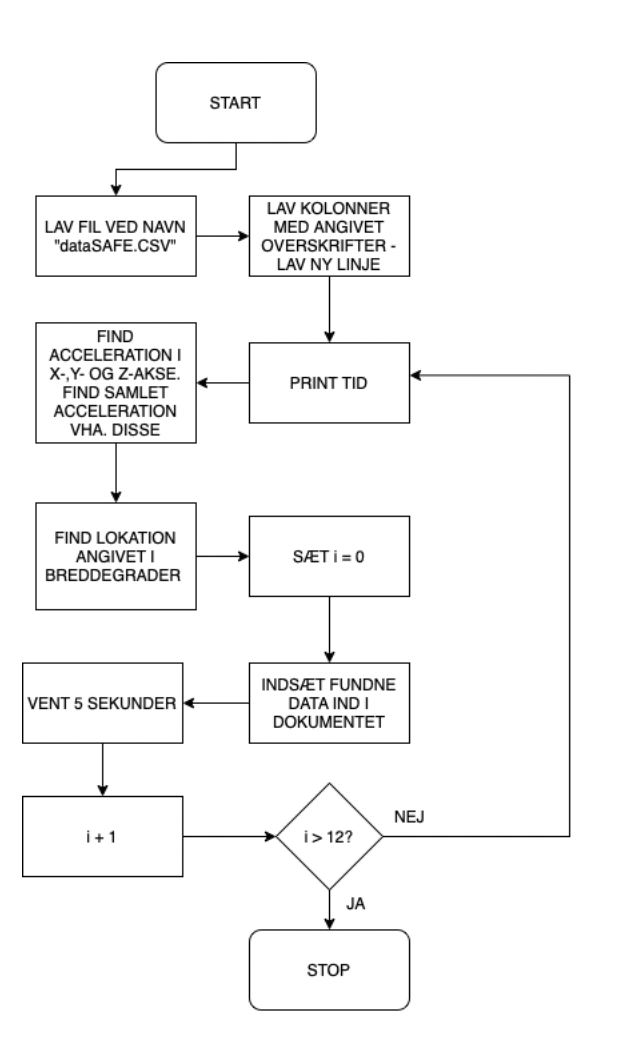 START
LAV FIL VED NAVN
"dataSAFE.CSV"
LAV KOLONNER
MED ANGIVET
OVERSKRIFTER -
LAV NY LINJE
PRINT TID
FIND
ACCELERATION I
X-,Y- OG Z-AKSE.
FIND SAMLET
ACCELERATION
VHA. DISSE
FIND LOKATION
ANGIVET I
BREDDEGRADER
SÆT i = 0
INDSÆT FUNDNE
DATA IND I
DOKUMENTET
VENT 5 SEKUNDER
i + 1
i > 12?
NEJ
JA
STOP